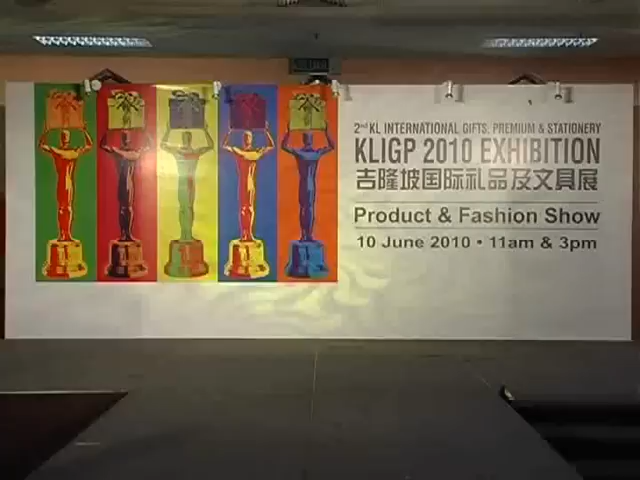 2nd KL INTERNATIONAL GIFTS, PREMIUM & STATIONERY
KLIGP 2010 EXHIBITION
吉隆坡国际礼品及文具展
Product & Fashion Show
10 June 2010 • 11am & 3pm